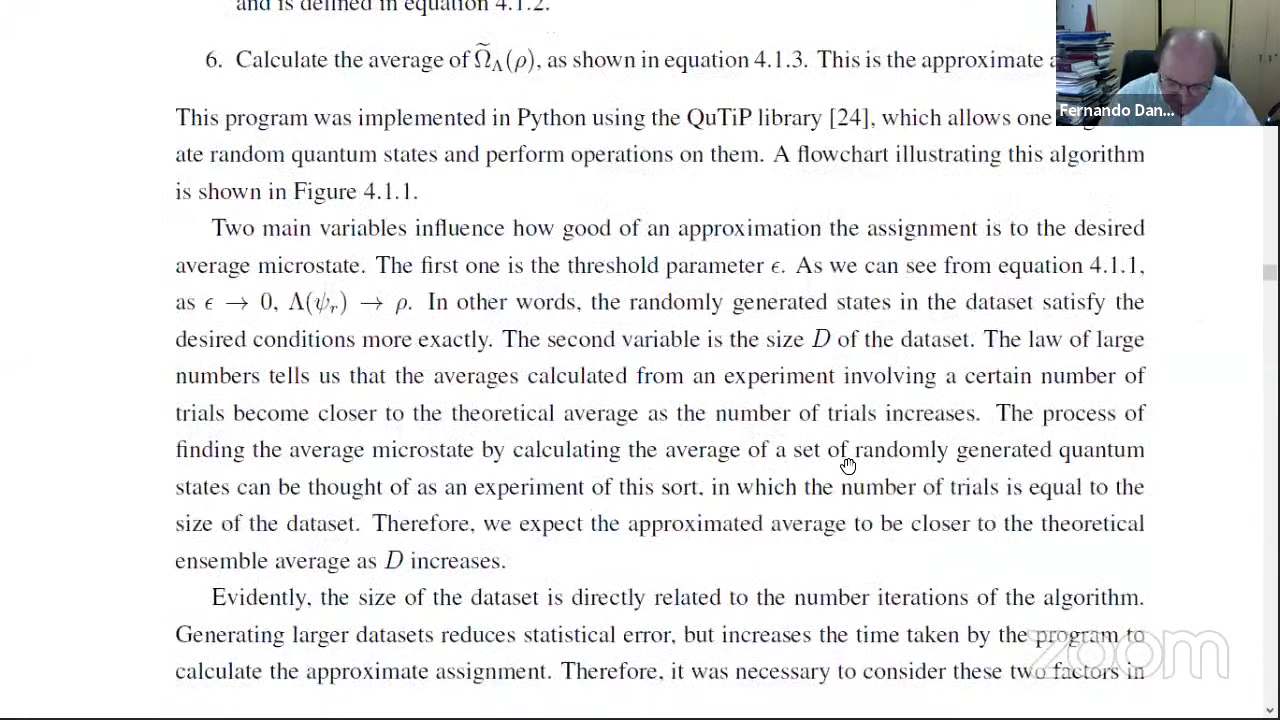 and is defined in equation 4.1.2.
6. Calculate the average of Ω̃_Λ(ρ), as shown in equation 4.1.3. This is the approximate
Fernando Dan...
This program was impemented in Python using the QuTiP library [24], which allows one
ate random quantum states and perform operations on them. A flowchart illustrating this algorithm
is shown in Figure 4.1.1.
Two main variables influence how good of an approximation the assignment is to the desired
average microstate. The first one is the threshold parameter ϵ. As we can see from equation 4.1.1,
as ϵ → 0, Λ(ψ_r) → ρ. In other words, the randomly generated states in the dataset satisfy the
desired conditions more exactly. The second variable is the size D of the dataset. The law of large
numbers tells us that the averages calculated from an experiment involving a certain number of
trials become closer to the theoretical average as the number of trials increases. The process of
finding the average microstate by calculating the average of a set of randomly generated quantum
states can be thought of as an experiment of this sort, in which the number of trials is equal to the
size of the dataset. Therefore, we expect the approximated average to be closer to the theoretical
ensemble average as D increases.
Evidently, the size of the dataset is directly related to the number iterations of the algorithm.
Generating larger datasets reduces statistical error, but increases the time taken by the program to
calculate the approximate assignment. Therefore, it was necessary to consider these two factors in
zoom